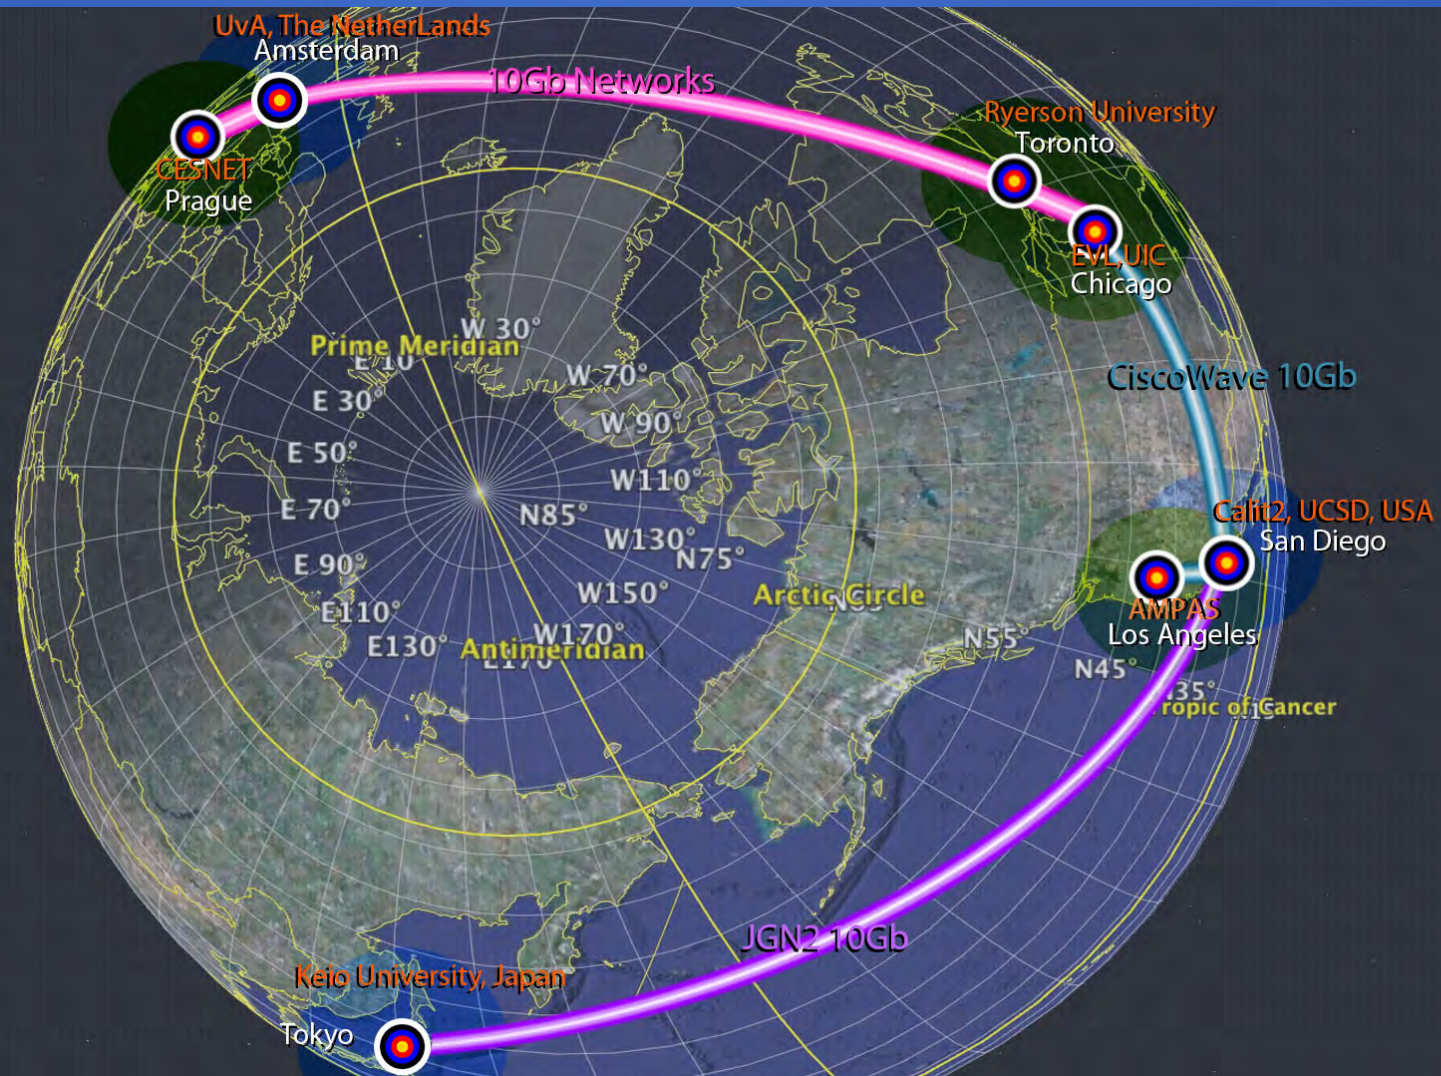 UvA, The NetherLands
Amsterdam
10Gb Networks
Ryerson University
Toronto
CESNET
Prague
EVL,UIC
Chicago
W 30°
Prime Meridian
E 10°
W 70°
CiscoWave 10Gb
E 30°
W 90°
E 50°
W110°
E 70°
N85°
Calit2, UCSD, USA
San Diego
W130°
N75°
E 90°
W150°
Arctic Circle
AMPAS
Los Angeles
E110°
W170°
E130°
Antimeridian
E170°
N55°
N45°
N35°
Tropic of Cancer
JGN2 10Gb
Keio University, Japan
Tokyo